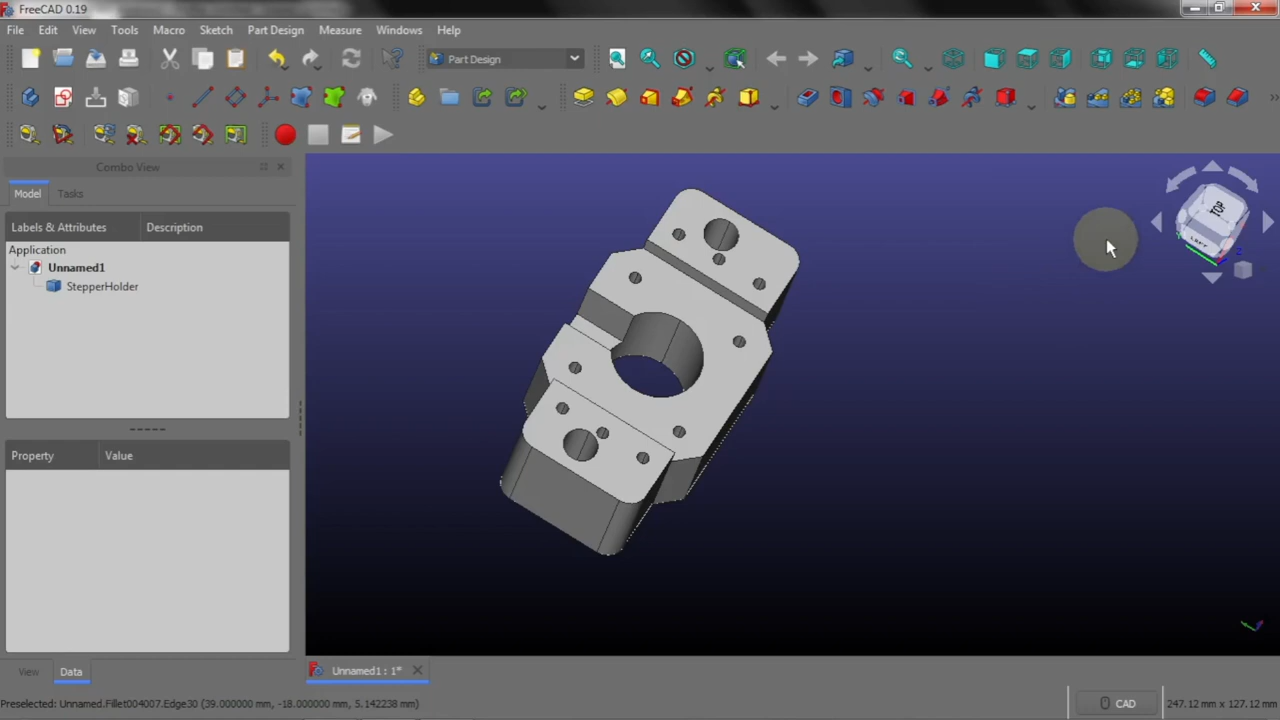 FreeCAD 0.19
File Edit View Tools Macro Sketch Part Design Measure Windows Help
Part Design
Combo View
Model Tasks
Labels & Attributes Description
Application
Unnamed1
StepperHolder
TOP
Property Value
View Data
Unnamed1 : 1*
Preselected: Unnamed.Fillet004007.Edge30 (39.000000 mm, -18.000000 mm, 5.142238 mm)
CAD
247.12 mm x 127.12 mm